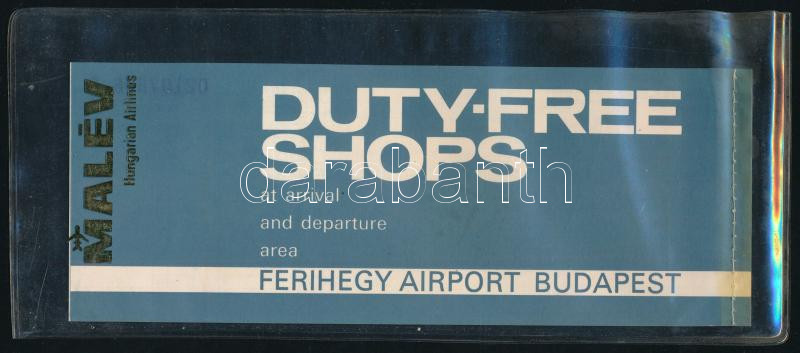 MALÉV
Hungarian Airlines
DUTY-FREE
SHOPS
at arrival
and departure
area
FERIHEGY AIRPORT BUDAPEST
darabanth